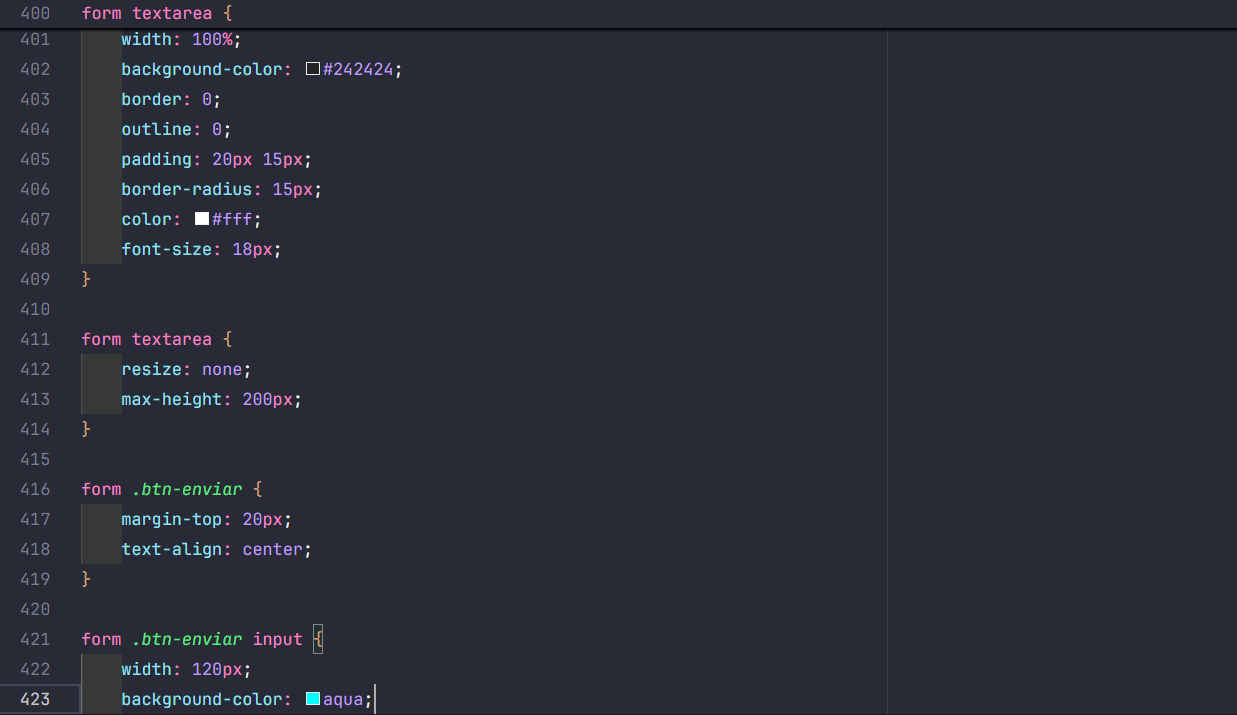 400 form textarea {
401 width: 100%;
402 background-color: #242424;
403 border: 0;
404 outline: 0;
405 padding: 20px 15px;
406 border-radius: 15px;
407 color: #fff;
408 font-size: 18px;
409 }
410
411 form textarea {
412 resize: none;
413 max-height: 200px;
414 }
415
416 form .btn-enviar {
417 margin-top: 20px;
418 text-align: center;
419 }
420
421 form .btn-enviar input {
422 width: 120px;
423 background-color: aqua;